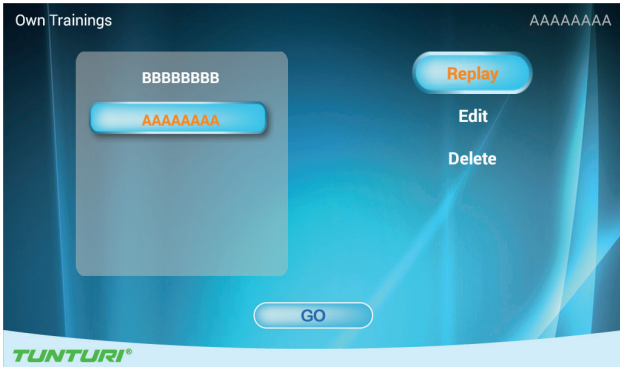 Own Trainings
AAAAAAAA
BBBBBBBB
AAAAAAAA
Replay
Edit
Delete
GO
TUNTURI®